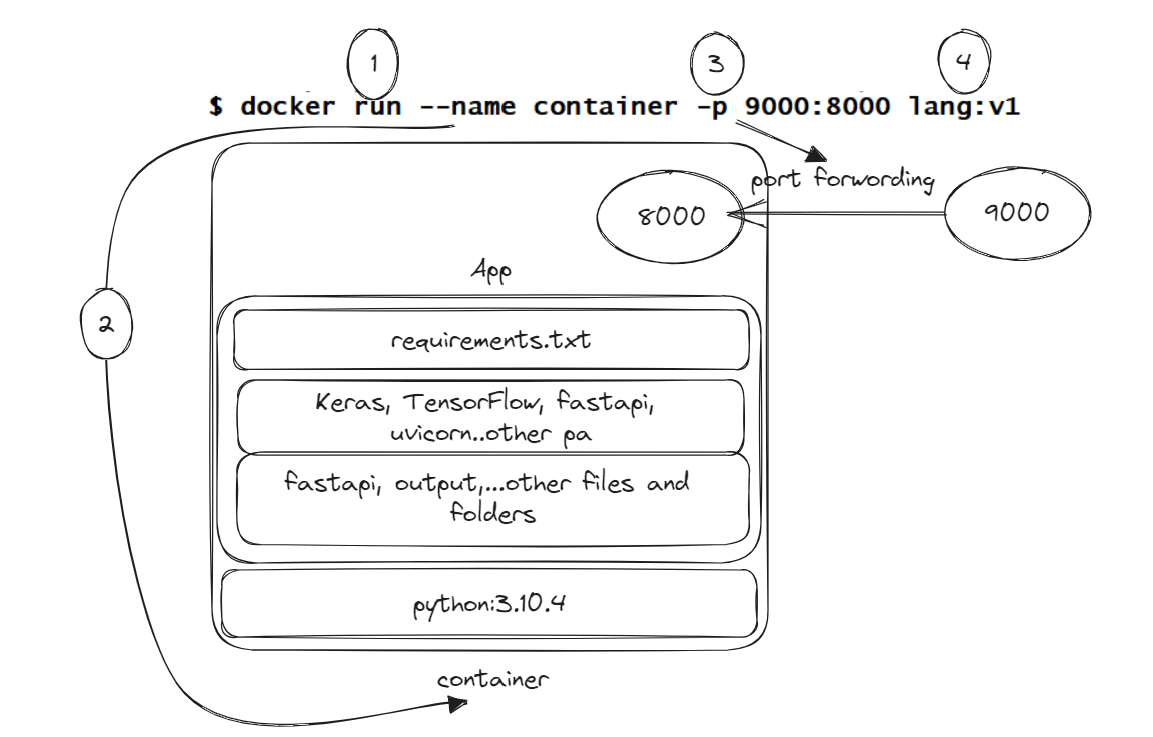 1
3
4
$ docker run --name container -p 9000:8000 lang:v1
port forwording
8000
9000
App
2
requirements.txt
Keras, TensorFlow, fastapi,
uvicorn..other pa
fastapi, output,...other files and
folders
python:3.10.4
container